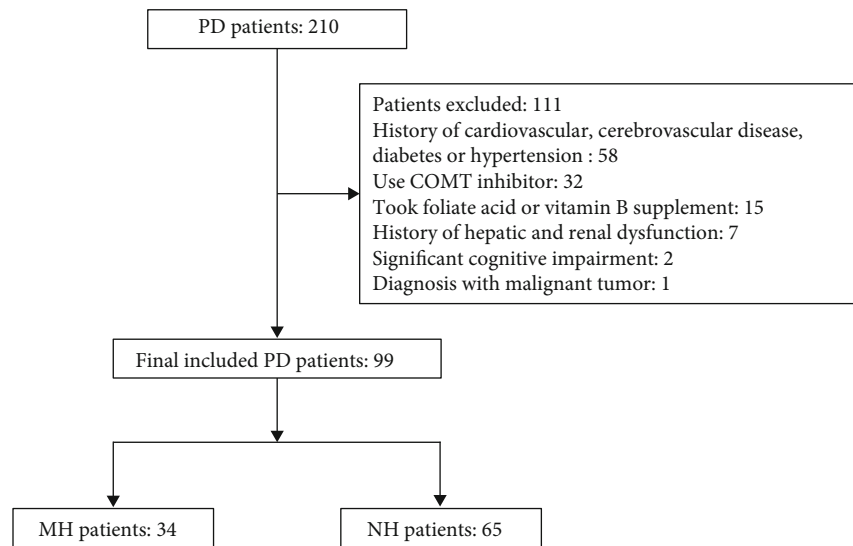 PD patients: 210
Patients excluded: 111
History of cardiovascular, cerebrovascular disease,
diabetes or hypertension : 58
Use COMT inhibitor: 32
Took foliate acid or vitamin B supplement: 15
History of hepatic and renal dysfunction: 7
Significant cognitive impairment: 2
Diagnosis with malignant tumor: 1
Final included PD patients: 99
MH patients: 34
NH patients: 65